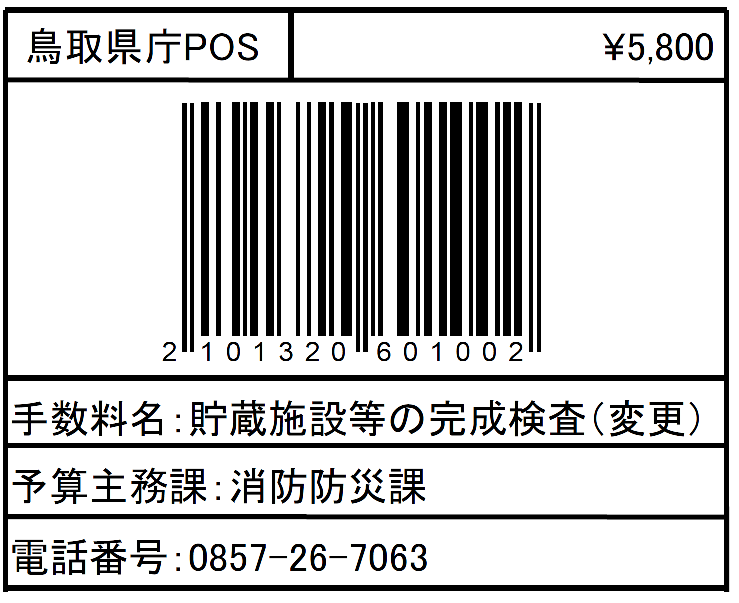 鳥取県庁POS
¥5,800
2 101320 601002
手数料名:貯蔵施設等の完成検査(変更)
予算主務課:消防防災課
電話番号:0857-26-7063